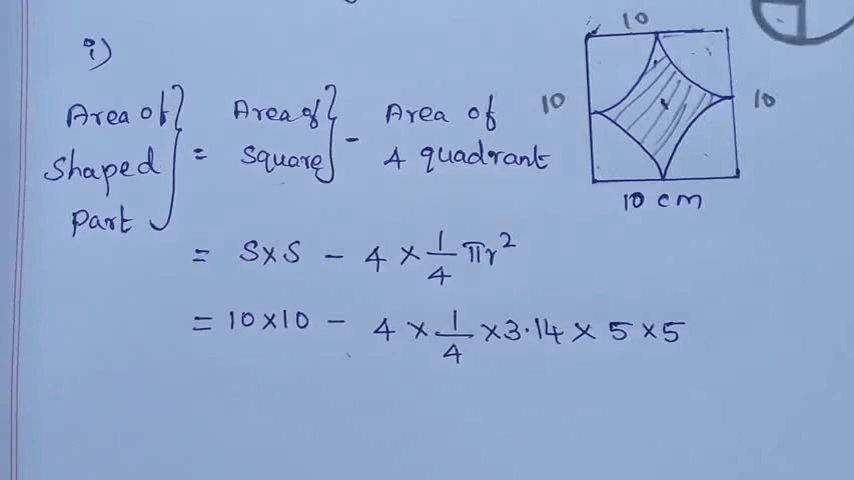 i)
Area of } = Area of } - Area of
Shaped square 4 quadrant
Part
= S×S - 4 × 1/4 πr²
= 10×10 - 4 × 1/4 ×3.14 × 5 ×5
10
10
10
10 cm